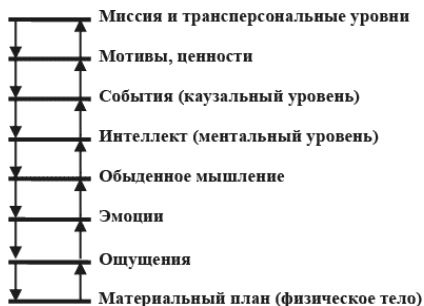 Миссия и трансперсональные уровни
Мотивы, ценности
События (каузальный уровень)
Интеллект (ментальный уровень)
Обыденное мышление
Эмоции
Ощущения
Материальный план (физическое тело)